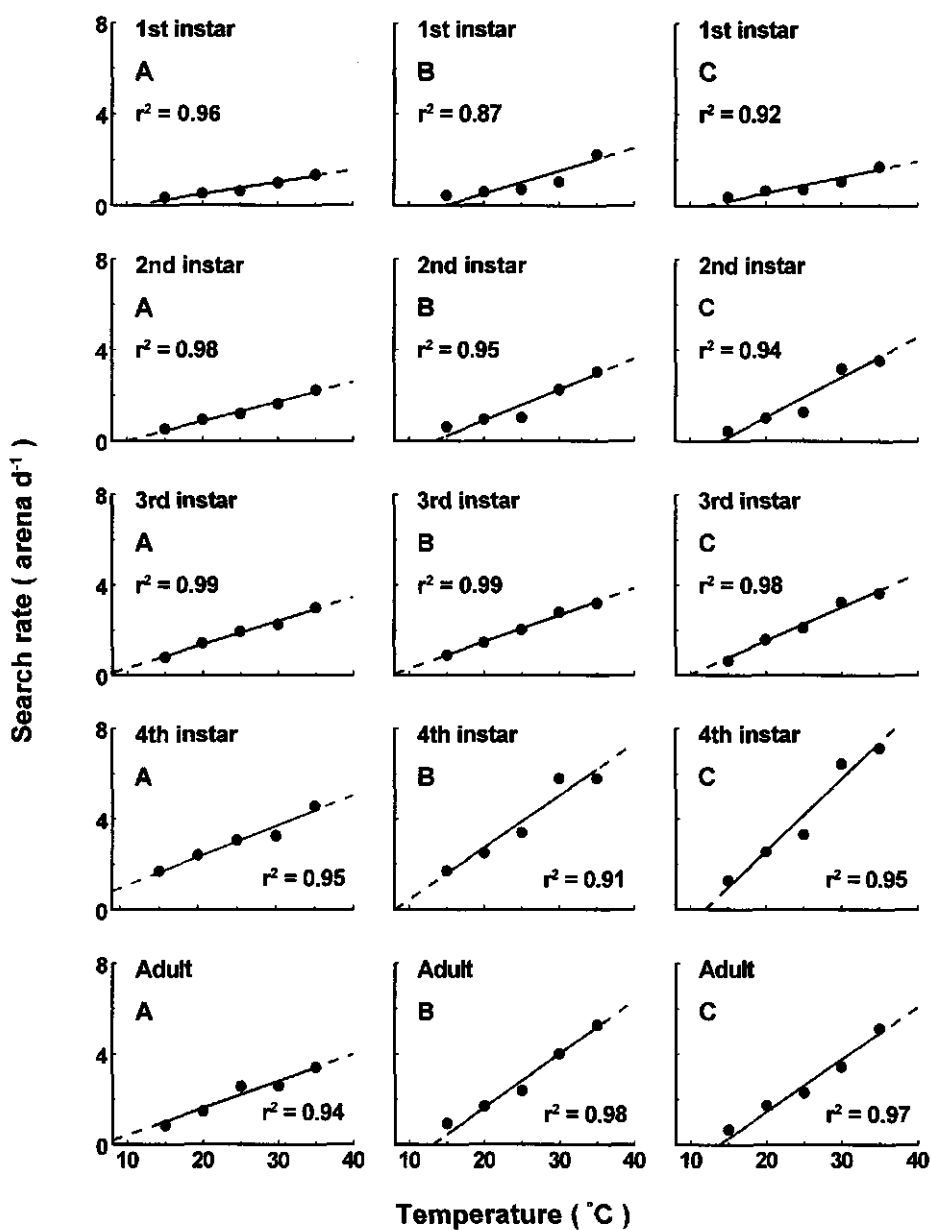 8
1st instar
1st instar
1st instar
A
B
C
4
r² = 0.96
r² = 0.87
r² = 0.92
0
8
2nd instar
2nd instar
2nd instar
A
B
C
4
r² = 0.98
r² = 0.95
r² = 0.94
0
8
3rd instar
3rd instar
3rd instar
A
B
C
4
r² = 0.99
r² = 0.99
r² = 0.98
0
8
4th instar
4th instar
4th instar
A
B
C
4
r² = 0.95
r² = 0.91
r² = 0.95
0
8
Adult
Adult
Adult
A
B
C
4
r² = 0.94
r² = 0.98
r² = 0.97
0
10 20 30 40
10 20 30 40
10 20 30 40
Temperature ( °C )
Search rate ( arena d⁻¹ )